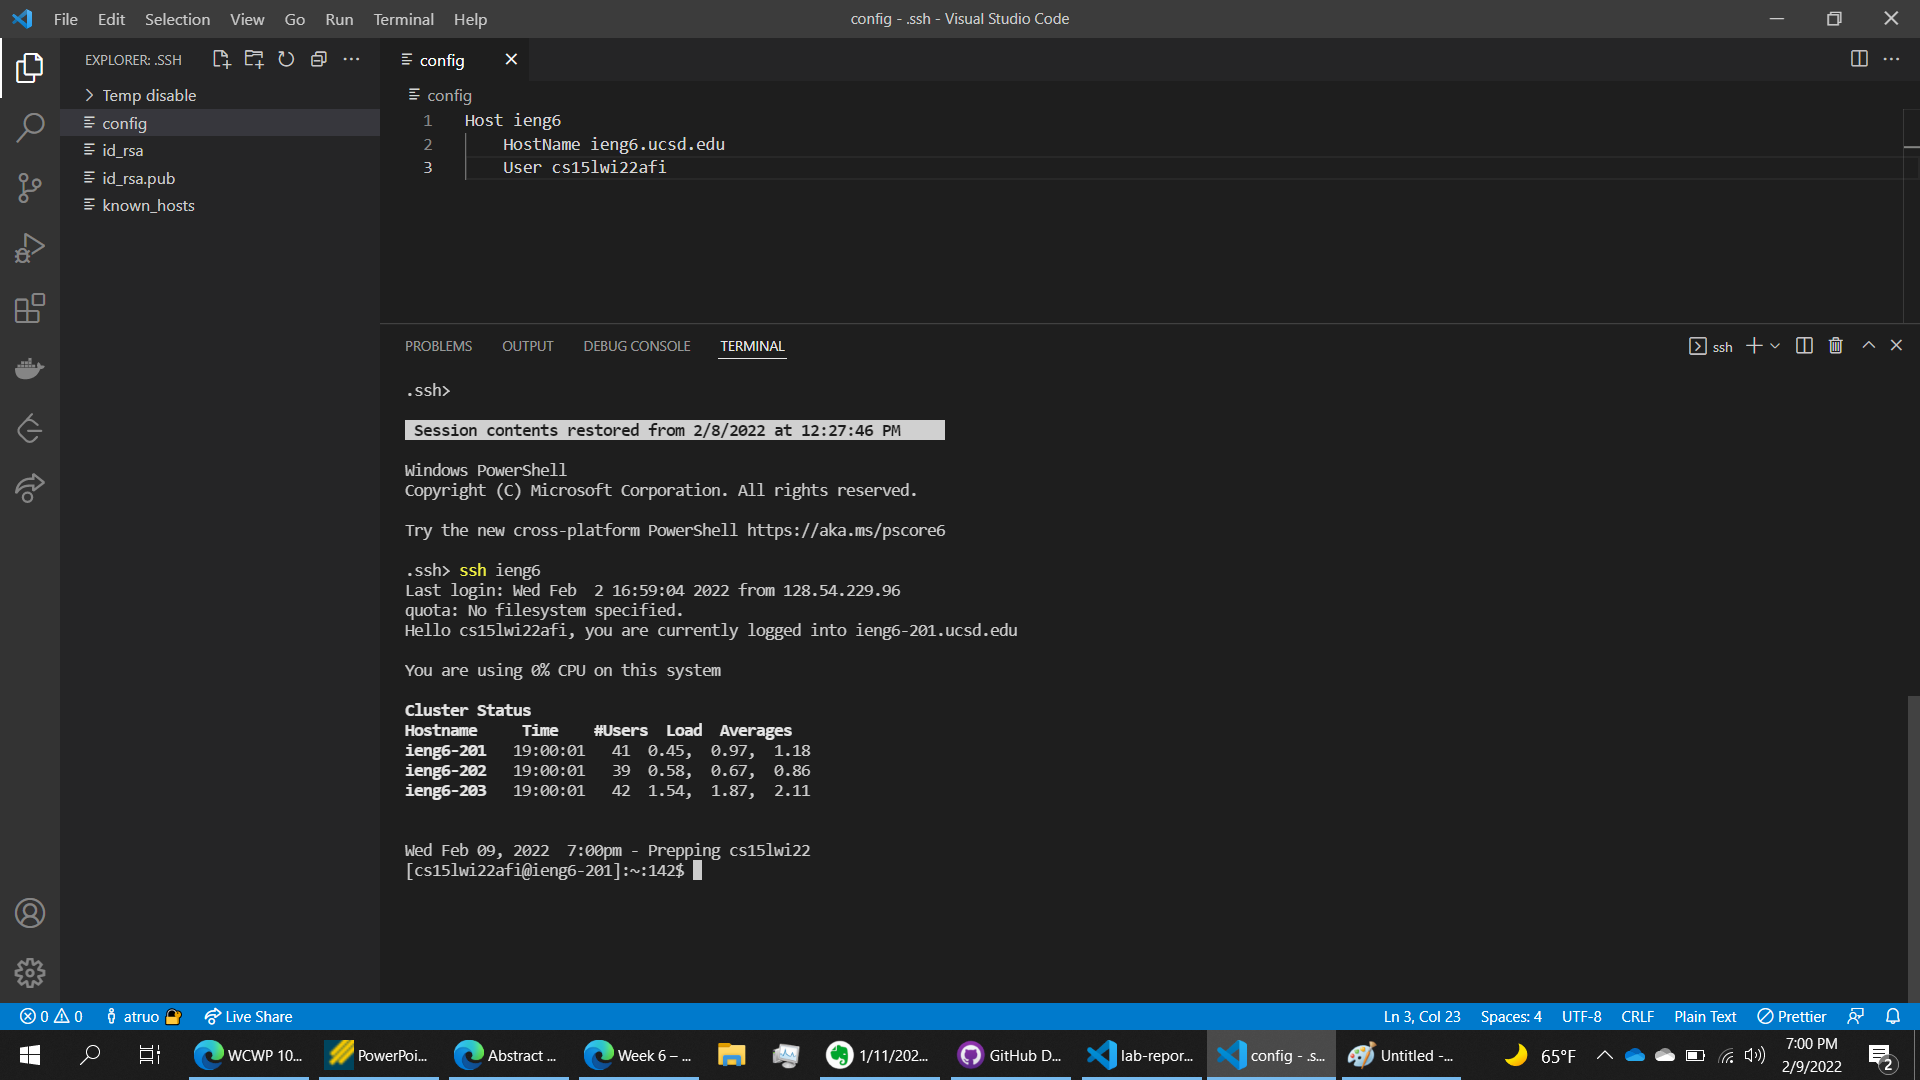 File Edit Selection View Go Run Terminal Help
config - .ssh - Visual Studio Code
EXPLORER: .SSH
Temp disable
config
id_rsa
id_rsa.pub
known_hosts
config
config
1 Host ieng6
2 HostName ieng6.ucsd.edu
3 User cs15lwi22afi
PROBLEMS OUTPUT DEBUG CONSOLE TERMINAL
ssh
.ssh>
Session contents restored from 2/8/2022 at 12:27:46 PM
Windows PowerShell
Copyright (C) Microsoft Corporation. All rights reserved.
Try the new cross-platform PowerShell https://aka.ms/pscore6
.ssh> ssh ieng6
Last login: Wed Feb  2 16:59:04 2022 from 128.54.229.96
quota: No filesystem specified.
Hello cs15lwi22afi, you are currently logged into ieng6-201.ucsd.edu
You are using 0% CPU on this system
Cluster Status
Hostname Time #Users Load Averages
ieng6-201 19:00:01 41 0.45, 0.97, 1.18
ieng6-202 19:00:01 39 0.58, 0.67, 0.86
ieng6-203 19:00:01 42 1.54, 1.87, 2.11
Wed Feb 09, 2022  7:00pm - Prepping cs15lwi22
[cs15lwi22afi@ieng6-201]:~:142$
0 0 atruo Live Share
Ln 3, Col 23 Spaces: 4 UTF-8 CRLF Plain Text Prettier
WCWP 10... PowerPoi... Abstract ... Week 6 – ... 1/11/202... GitHub D... lab-repor... config - .s... Untitled -...
65°F
7:00 PM
2/9/2022
2